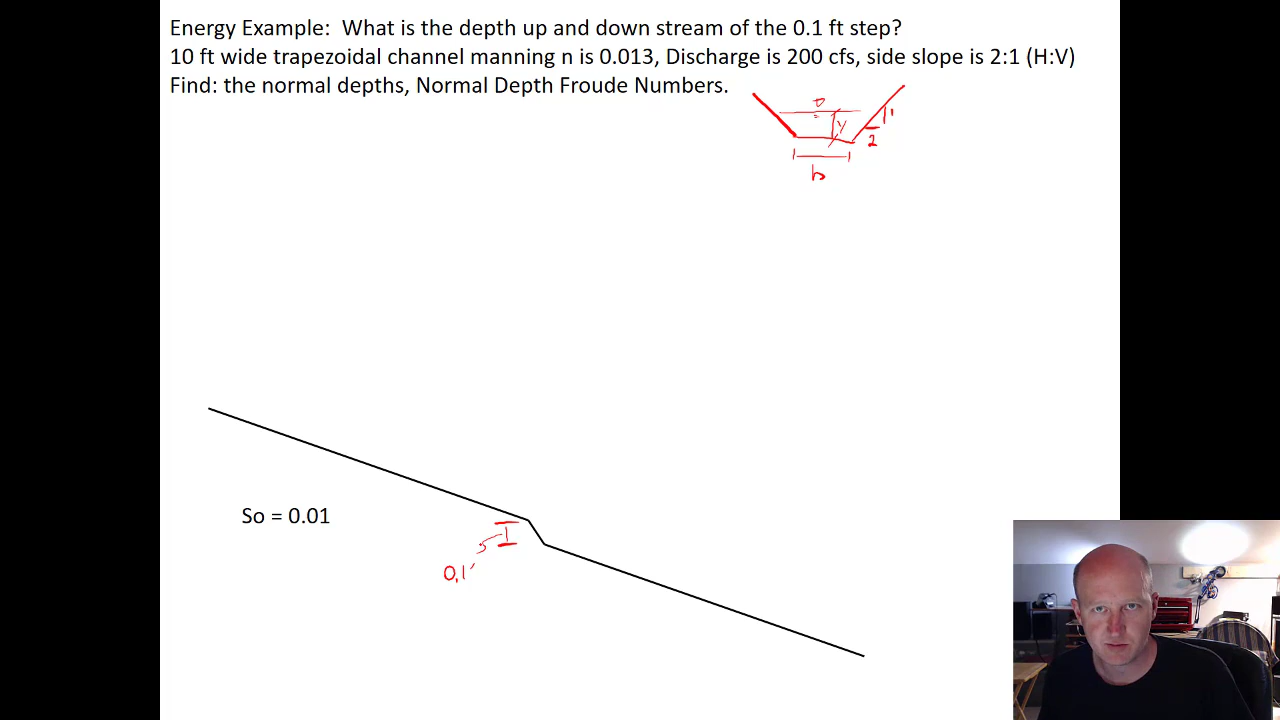 Energy Example: What is the depth up and down stream of the 0.1 ft step?
10 ft wide trapezoidal channel manning n is 0.013, Discharge is 200 cfs, side slope is 2:1 (H:V)
Find: the normal depths, Normal Depth Froude Numbers.
y
1
2
b
So = 0.01
0.1'